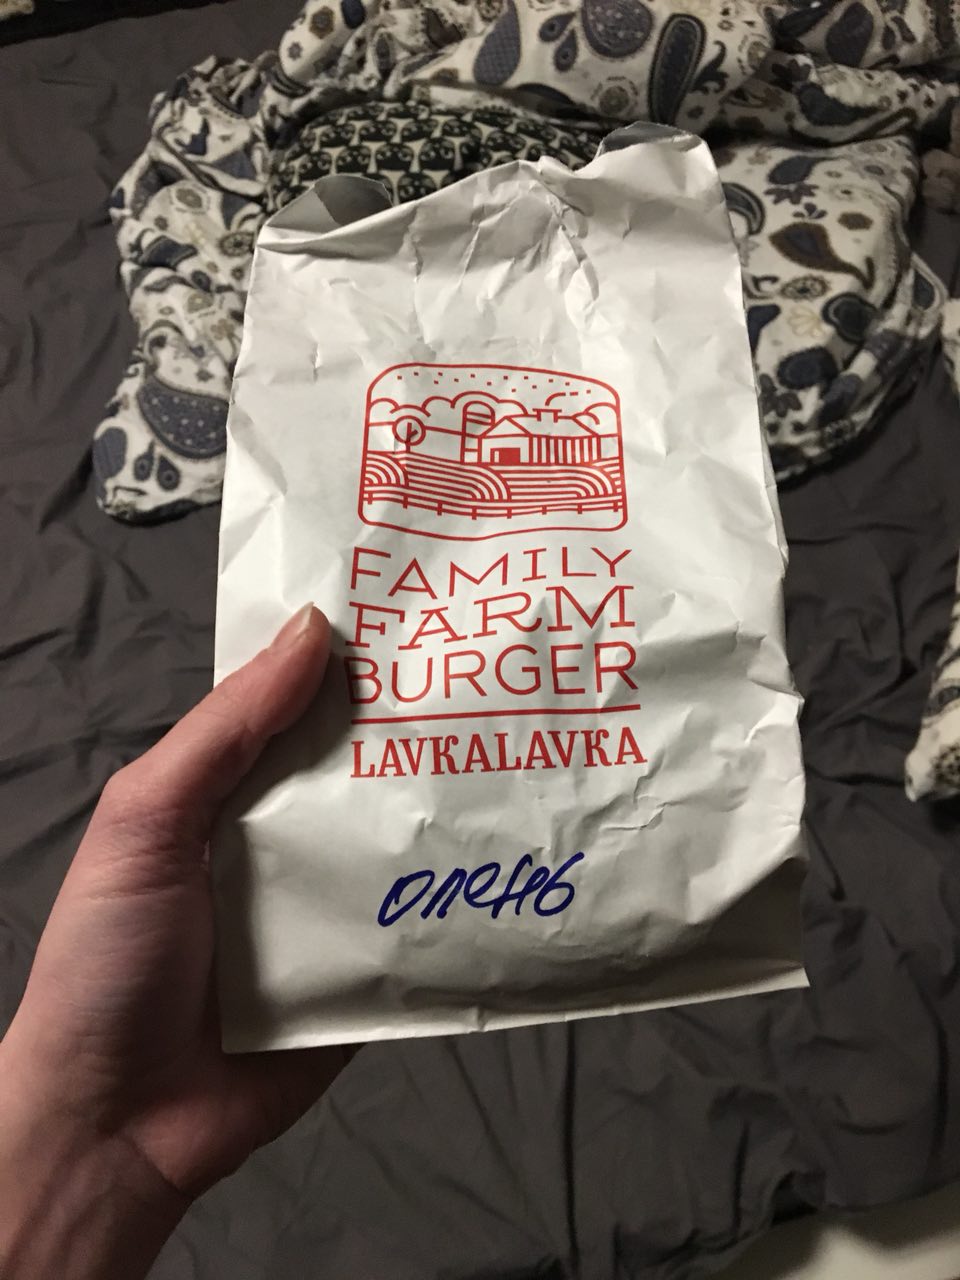 FAMILY
FARM
BURGER
LAVKALAVKA
олень